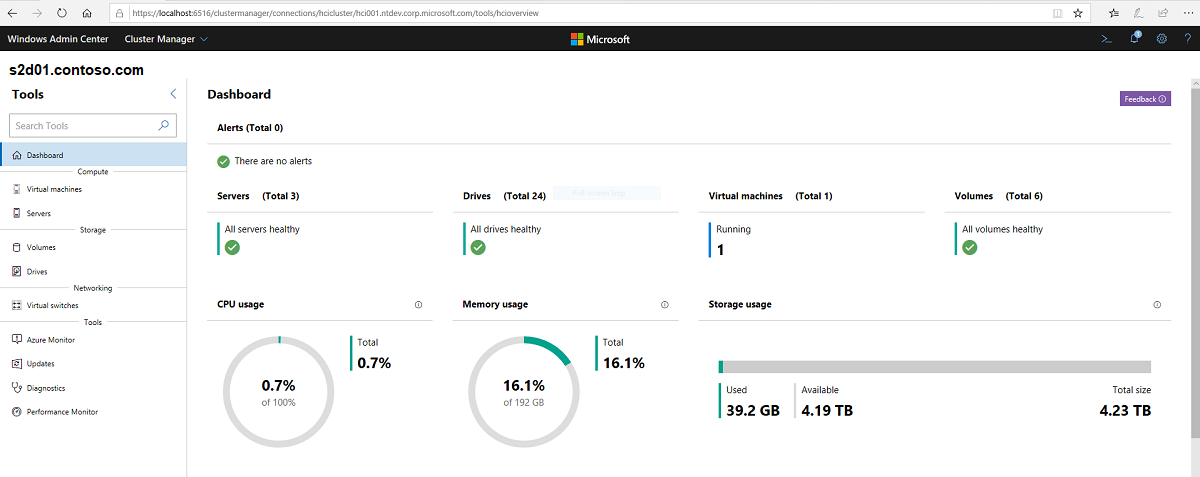 https://localhost:6516/clustermanager/connections/hcicluster/hci001.ntdev.corp.microsoft.com/tools/hcioverview
Windows Admin Center Cluster Manager Microsoft 1 ?
s2d01.contoso.com
Tools
Search Tools
Dashboard
Compute
Virtual machines
Servers
Storage
Volumes
Drives
Networking
Virtual switches
Tools
Azure Monitor
Updates
Diagnostics
Performance Monitor
Dashboard
Feedback
Alerts (Total 0)
There are no alerts
Servers (Total 3)
All servers healthy
Drives (Total 24)
All drives healthy
Virtual machines (Total 1)
Running
1
Volumes (Total 6)
All volumes healthy
CPU usage
0.7%
of 100%
Total
0.7%
Memory usage
16.1%
of 192 GB
Total
16.1%
Storage usage
Used Available Total size
39.2 GB 4.19 TB 4.23 TB